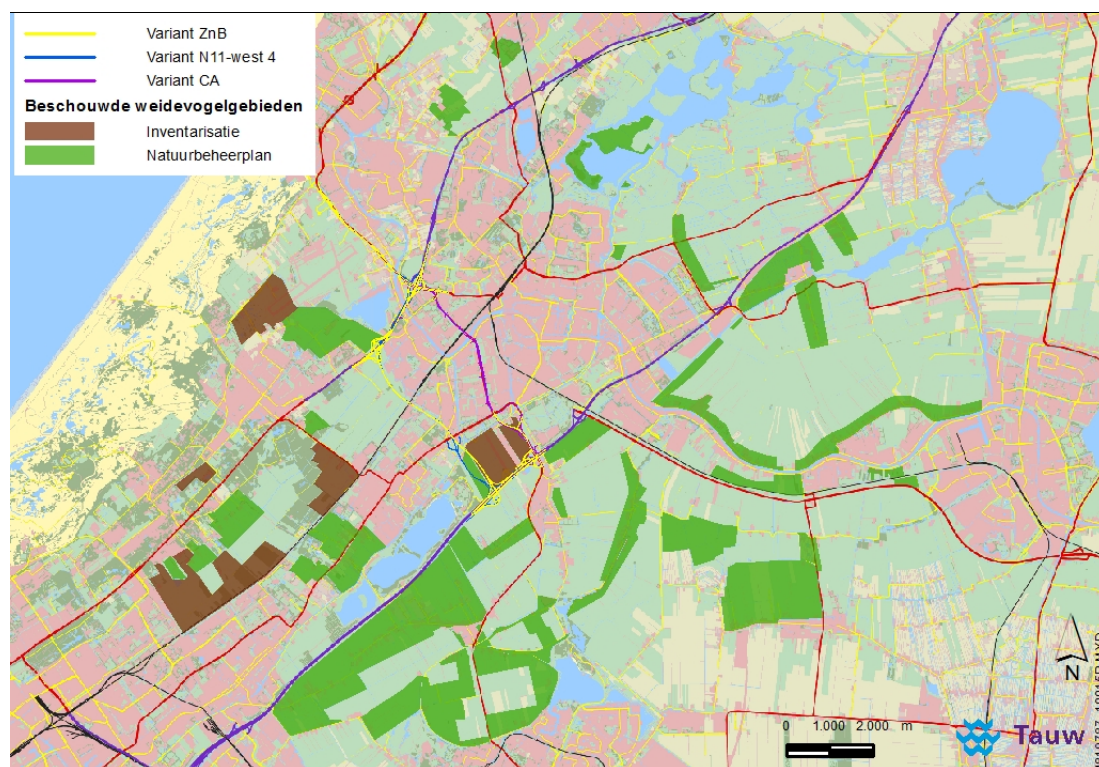 Variant ZnB
Variant N11-west 4
Variant CA
Beschouwde weidevogelgebieden
Inventarisatie
Natuurbeheerplan
N
0 1.000 2.000 m
Tauw